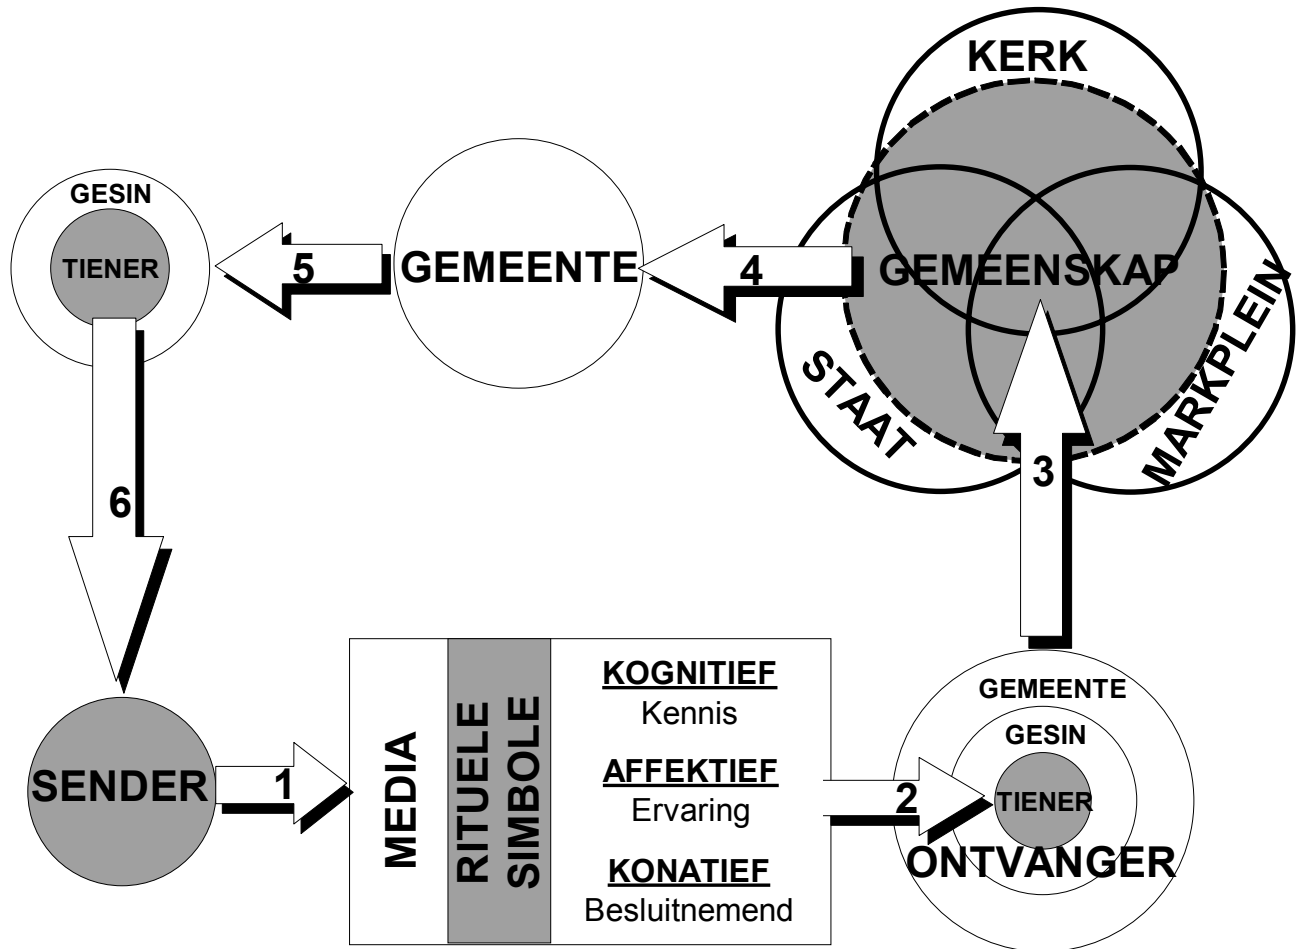 KERK
GESIN
TIENER
5
GEMEENTE
4
GEMEENSKAP
STAAT
MARKPLEIN
3
6
SENDER
1
MEDIA
RITUELE
SIMBOLE
KOGNITIEF
Kennis
AFFEKTIEF
Ervaring
KONATIEF
Besluitnemend
2
GEMEENTE
GESIN
TIENER
ONTVANGER